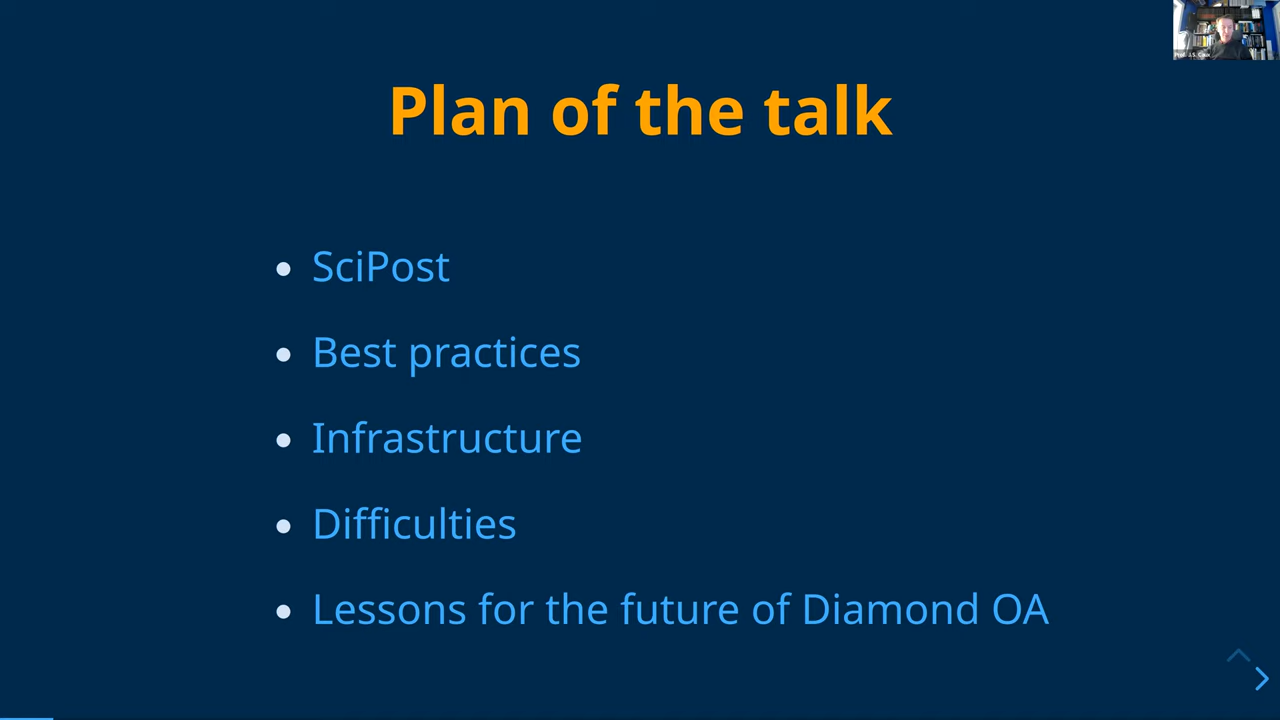 Plan of the talk
SciPost
Best practices
Infrastructure
Difficulties
Lessons for the future of Diamond OA